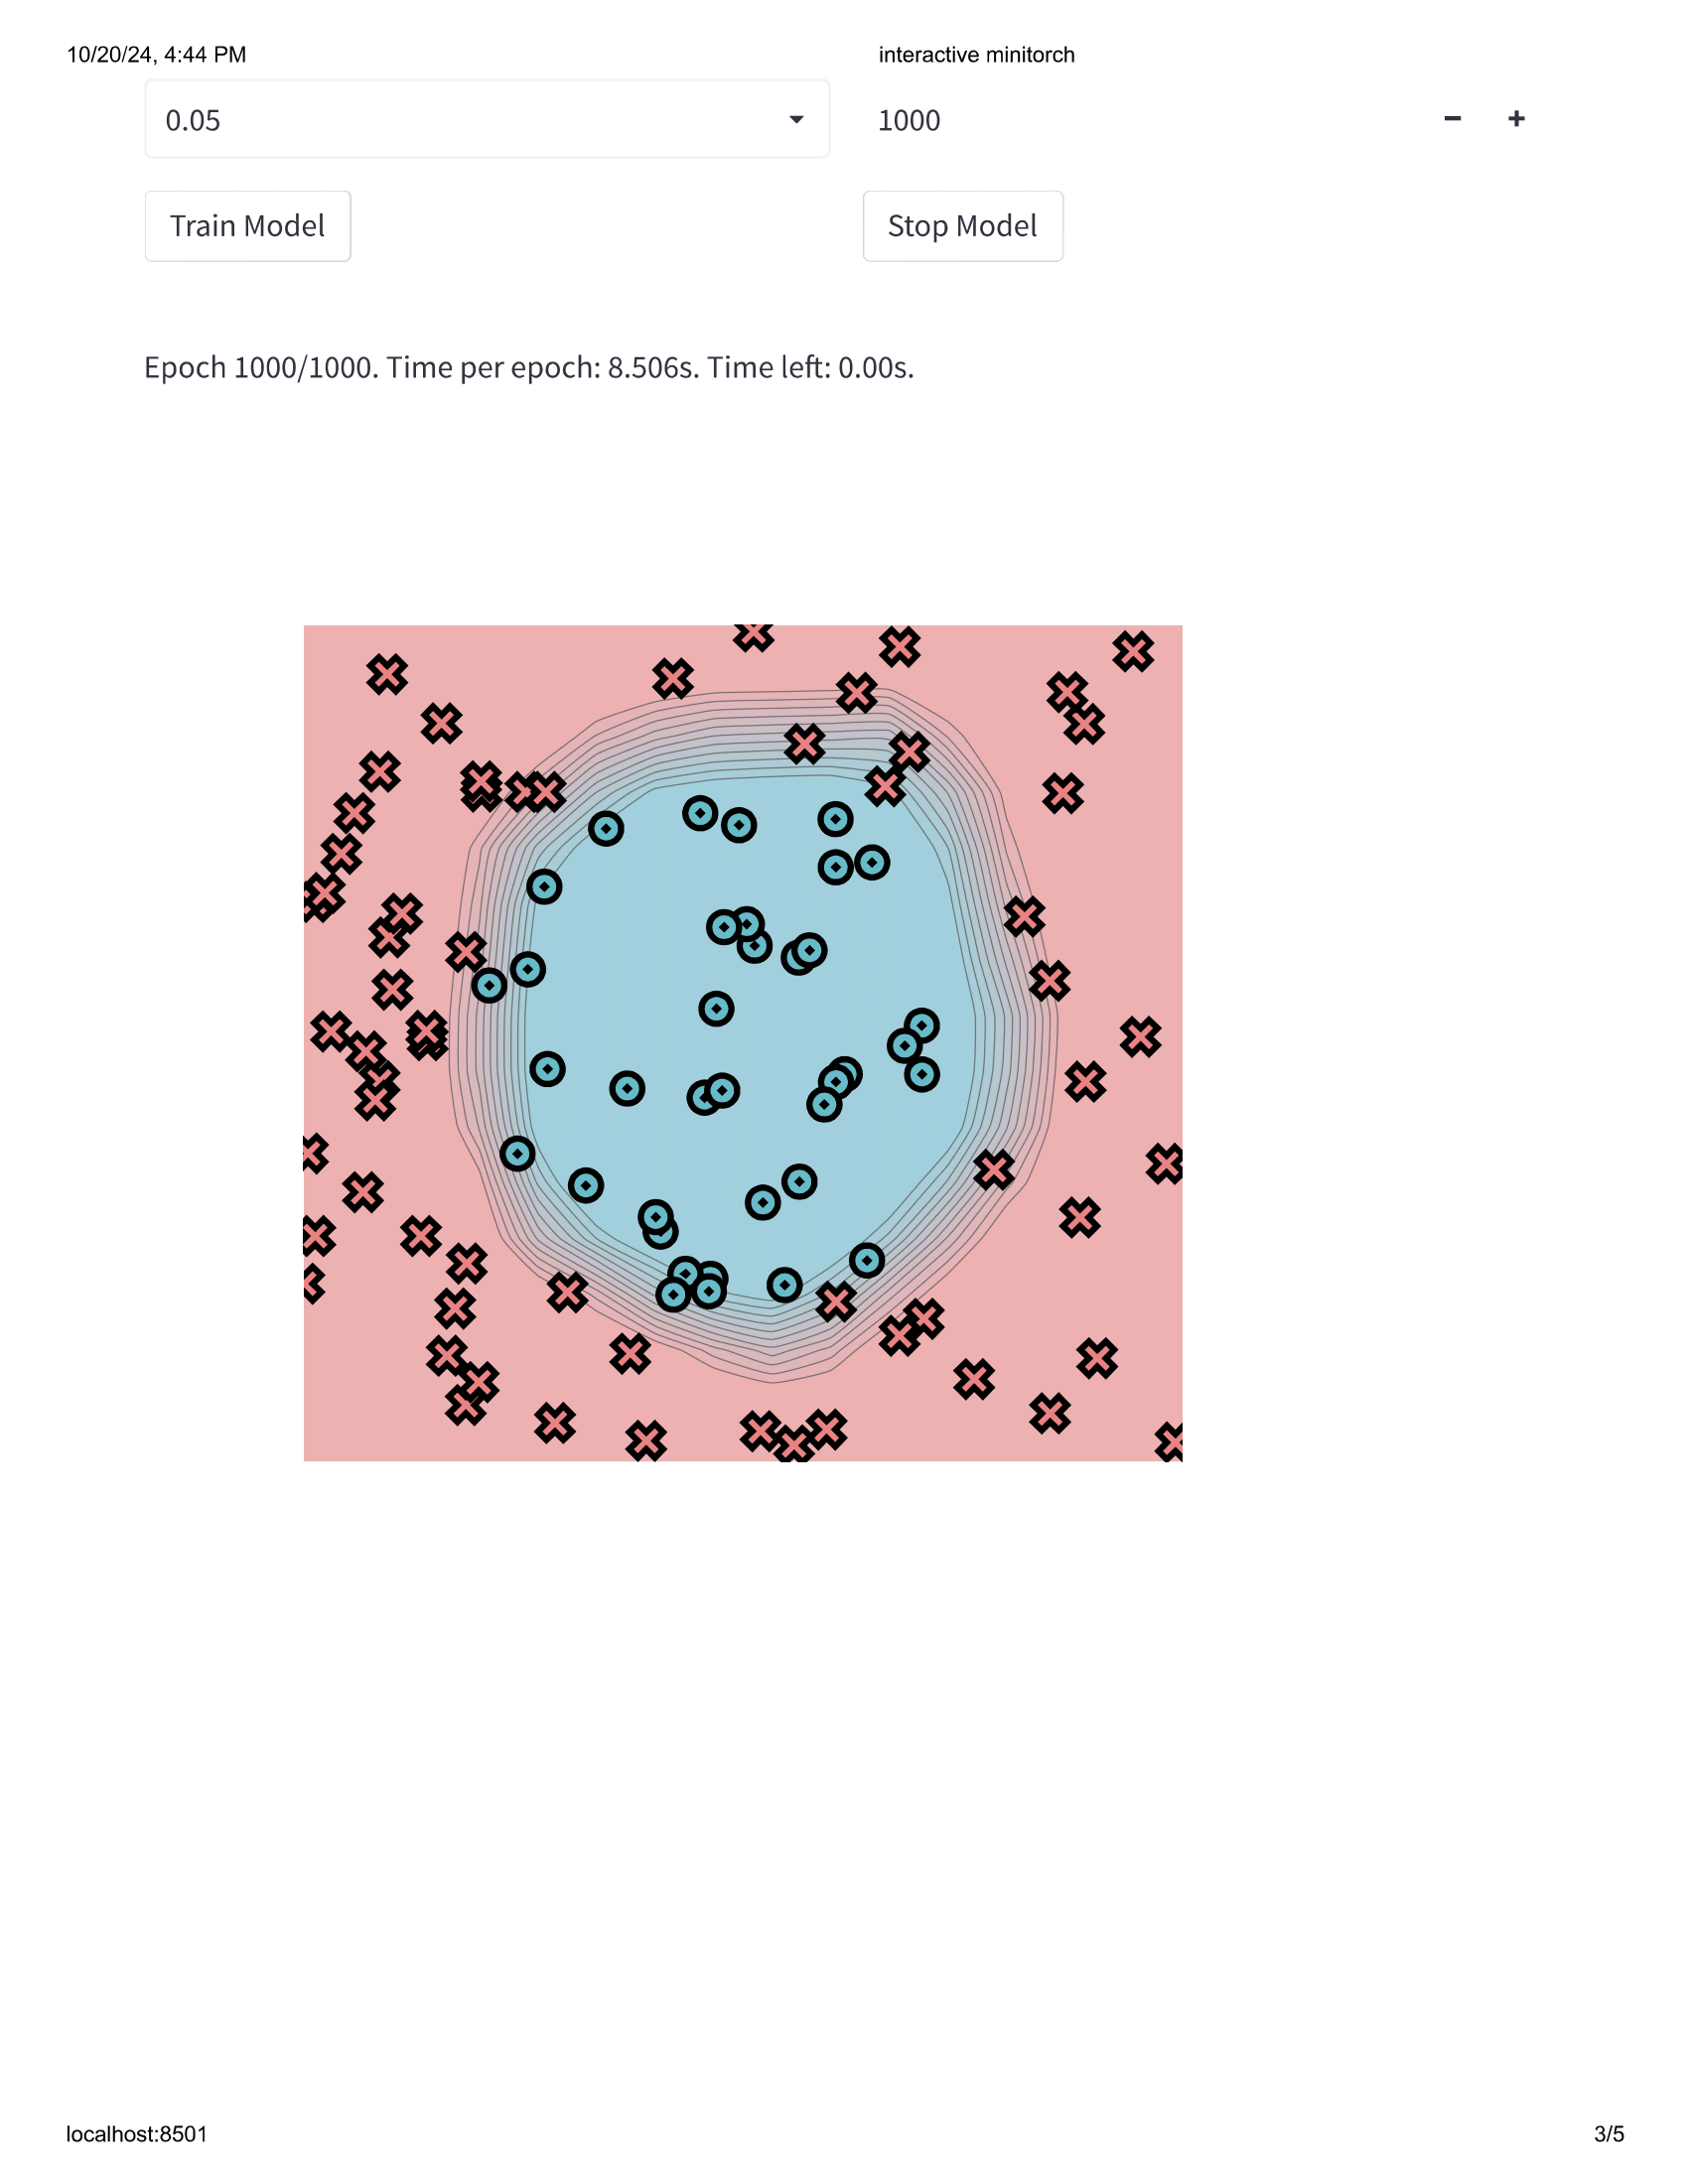 10/20/24, 4:44 PM interactive minitorch
0.05 1000 − +
Train Model Stop Model
Epoch 1000/1000. Time per epoch: 8.506s. Time left: 0.00s.
localhost:8501 3/5